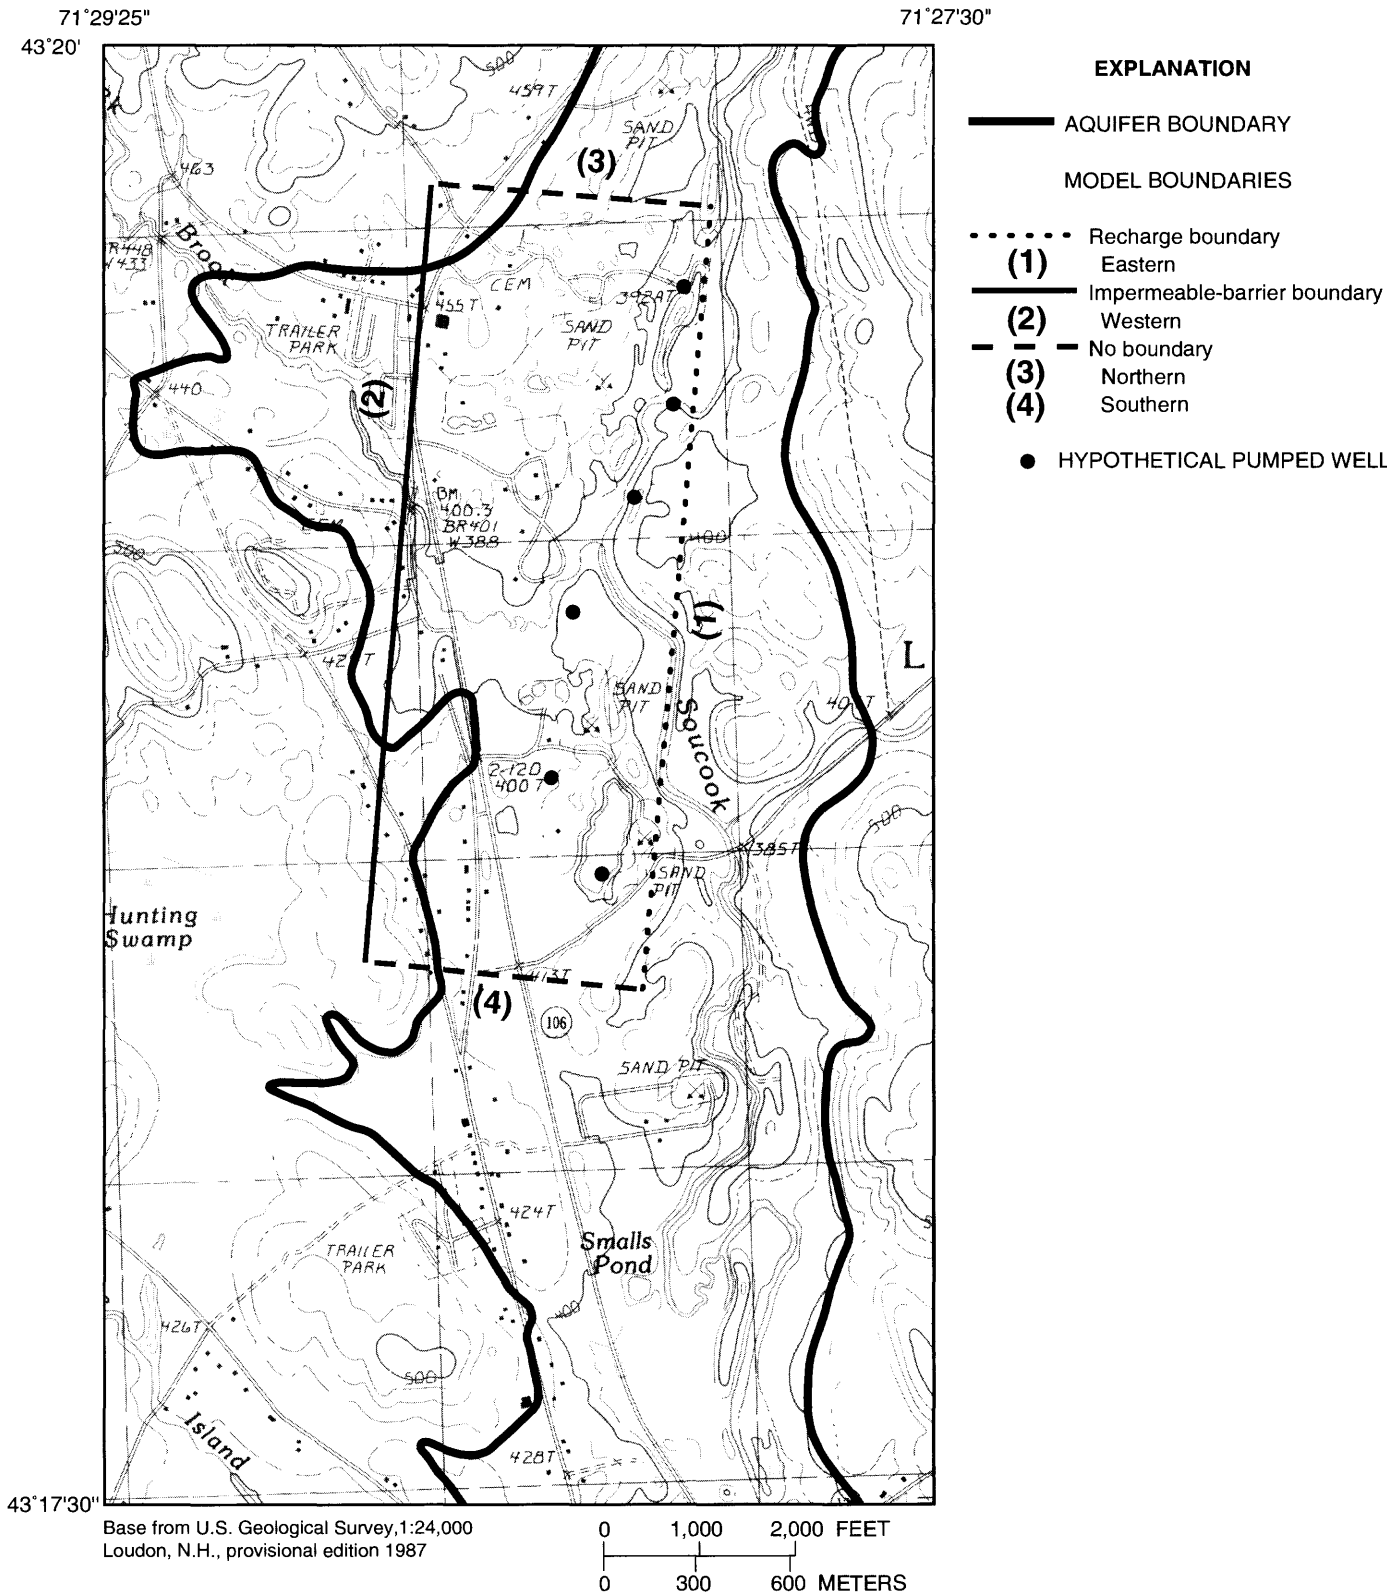 71°29'25"
71°27'30"
43°20'
500
459T
SAND
PIT
(3)
463
Brook
R448
433
CEM
392AT
455T
TRAILER
PARK
SAND
PIT
(2)
440
BM
400.3
BR401
W388
CEM
400
500
(1)
L
42 T
SAND
PIT
Soucook
40 T
2-12D
400T
500
385T
SAND
PIT
Hunting
Swamp
413T
(4)
106
SAND PIT
424T
Smalls
Pond
TRAILER
PARK
400
426T
500
Island
428T
43°17'30"
EXPLANATION
AQUIFER BOUNDARY
MODEL BOUNDARIES
Recharge boundary
(1) Eastern
Impermeable-barrier boundary
(2) Western
No boundary
(3) Northern
(4) Southern
HYPOTHETICAL PUMPED WELL
Base from U.S. Geological Survey,1:24,000
Loudon, N.H., provisional edition 1987
0 1,000 2,000 FEET
0 300 600 METERS